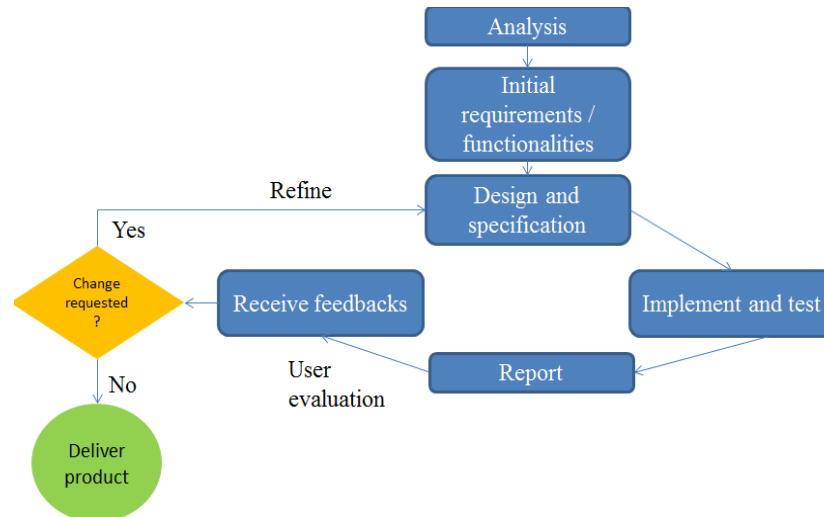 Analysis
Initial
requirements /
functionalities
Refine
Design and
specification
Yes
Change
requested
?
Receive feedbacks
Implement and test
User
evaluation
Report
No
Deliver
product